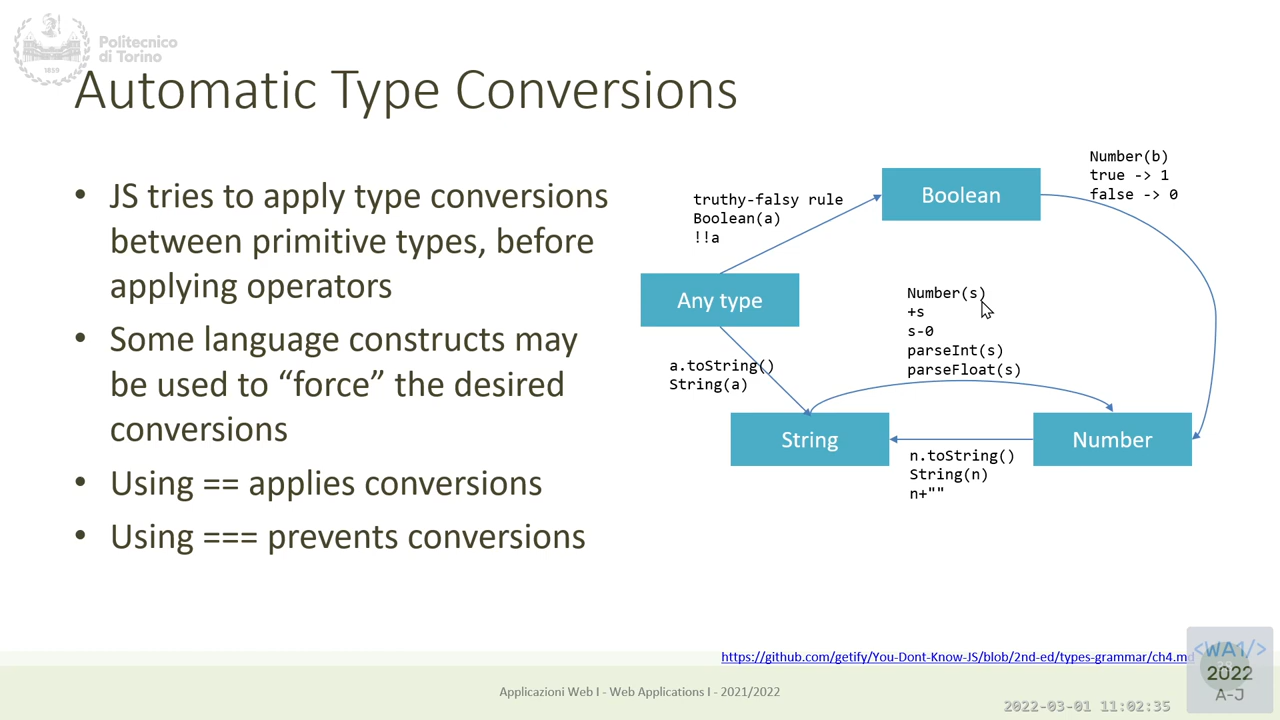 Politecnico
di Torino
1859
Automatic Type Conversions
• JS tries to apply type conversions
between primitive types, before
applying operators
• Some language constructs may
be used to “force” the desired
conversions
• Using == applies conversions
• Using === prevents conversions
truthy-falsy rule
Boolean(a)
!!a
Boolean
Number(b)
true -> 1
false -> 0
Any type
a.toString()
String(a)
Number(s)
+s
s-0
parseInt(s)
parseFloat(s)
String
Number
n.toString()
String(n)
n+""
https://github.com/getify/You-Dont-Know-JS/blob/2nd-ed/types-grammar/ch4.md
Applicazioni Web I - Web Applications I - 2021/2022
<WA1/>
2022
A-J
2022-03-01 11:02:35